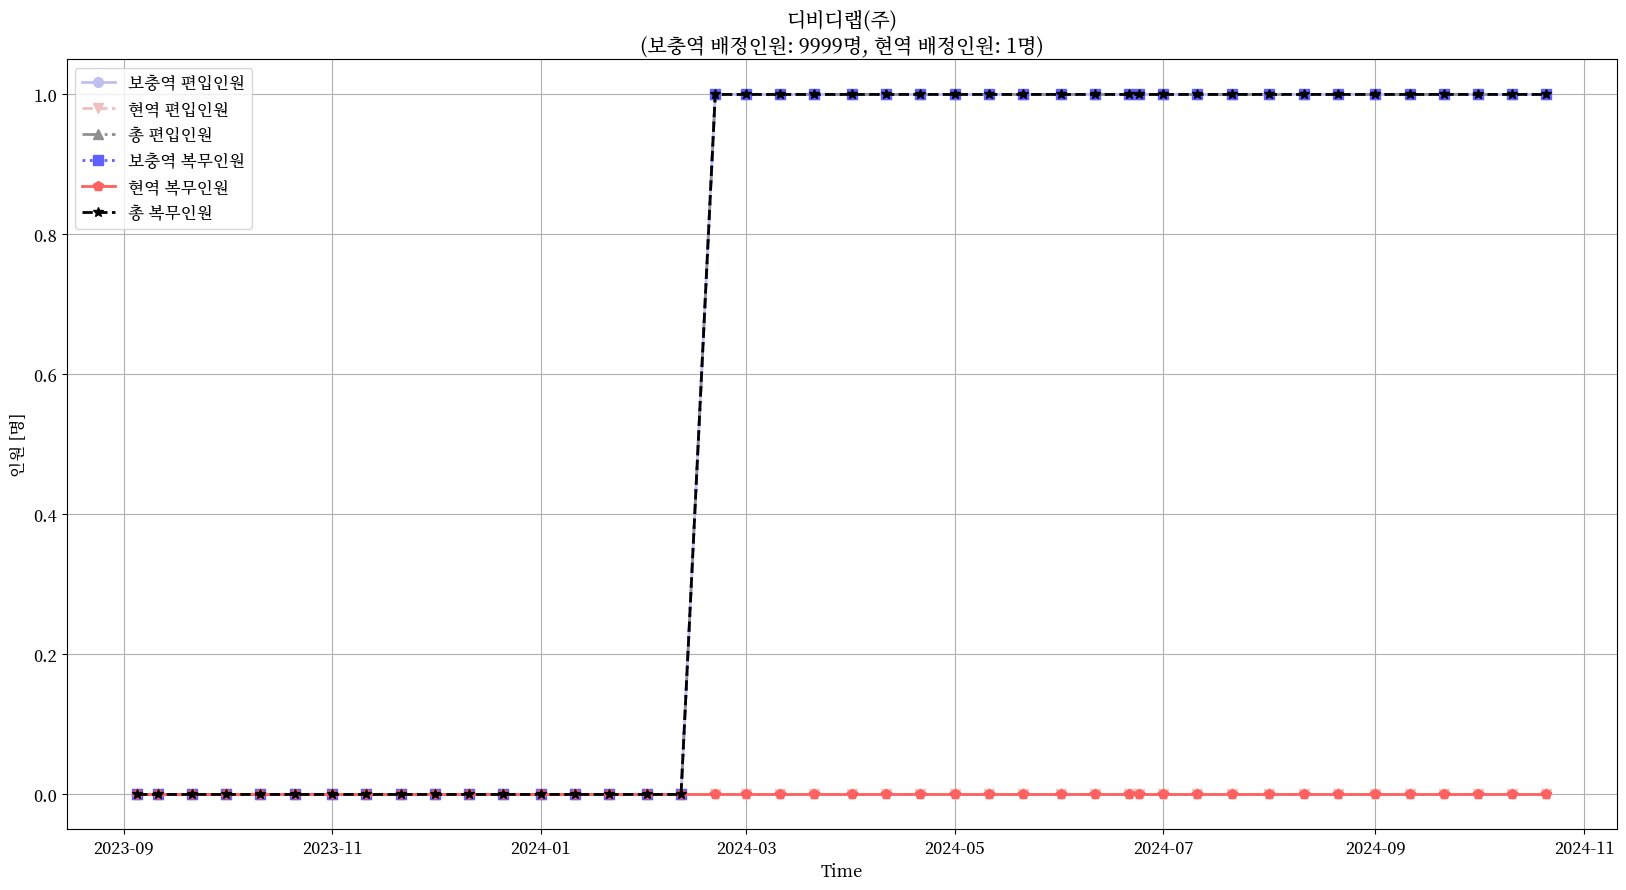 디비디랩(주)
(보충역 배정인원: 9999명, 현역 배정인원: 1명)
보충역 편입인원
현역 편입인원
총 편입인원
보충역 복무인원
현역 복무인원
총 복무인원
인원 [명]
1.0
0.8
0.6
0.4
0.2
0.0
2023-09 2023-11 2024-01 2024-03 2024-05 2024-07 2024-09 2024-11
Time